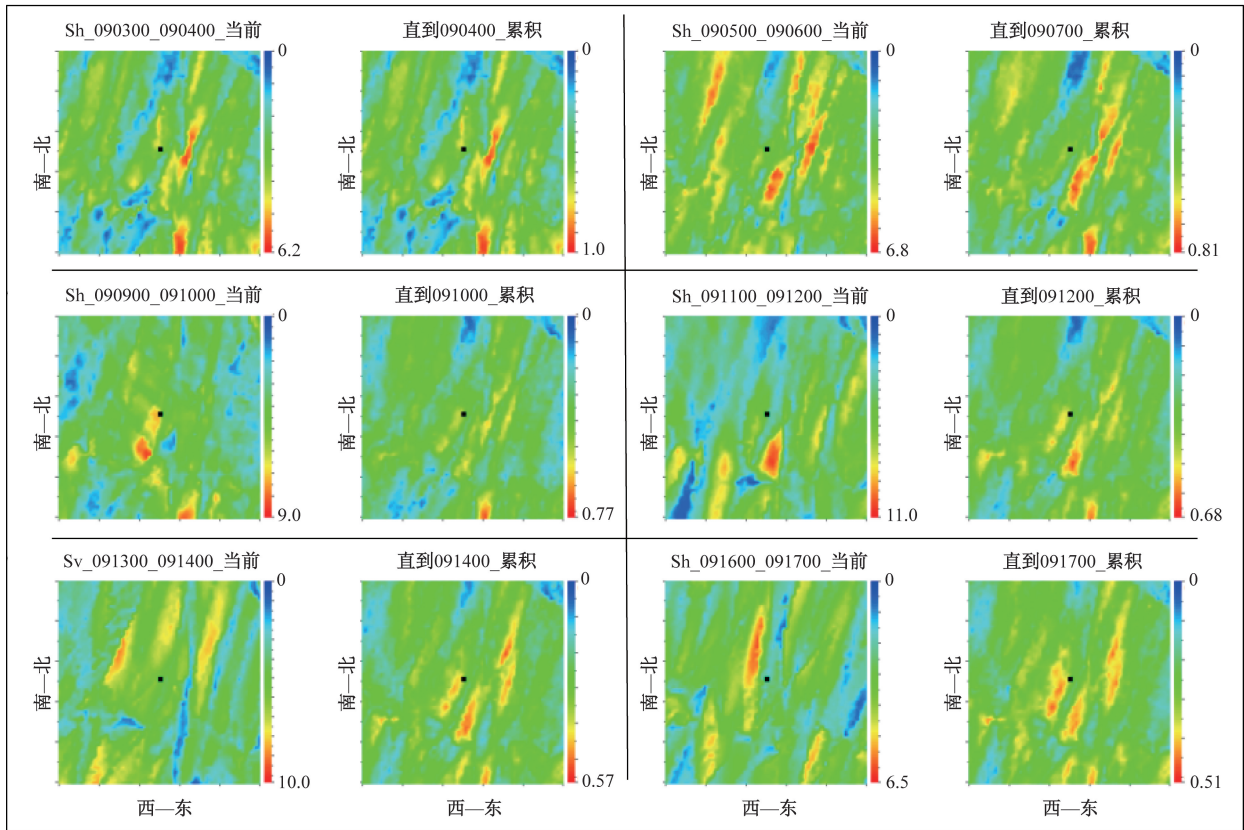 Sh_090300_090400_当前
直到090400_累积
Sh_090500_090600_当前
直到090700_累积
0
0
0
0
南—北
南—北
南—北
南—北
6.2
1.0
6.8
0.81
Sh_090900_091000_当前
直到091000_累积
Sh_091100_091200_当前
直到091200_累积
0
0
0
0
南—北
南—北
南—北
南—北
9.0
0.77
11.0
0.68
Sv_091300_091400_当前
直到091400_累积
Sh_091600_091700_当前
直到091700_累积
0
0
0
0
南—北
南—北
南—北
南—北
10.0
0.57
6.5
0.51
西—东
西—东
西—东
西—东